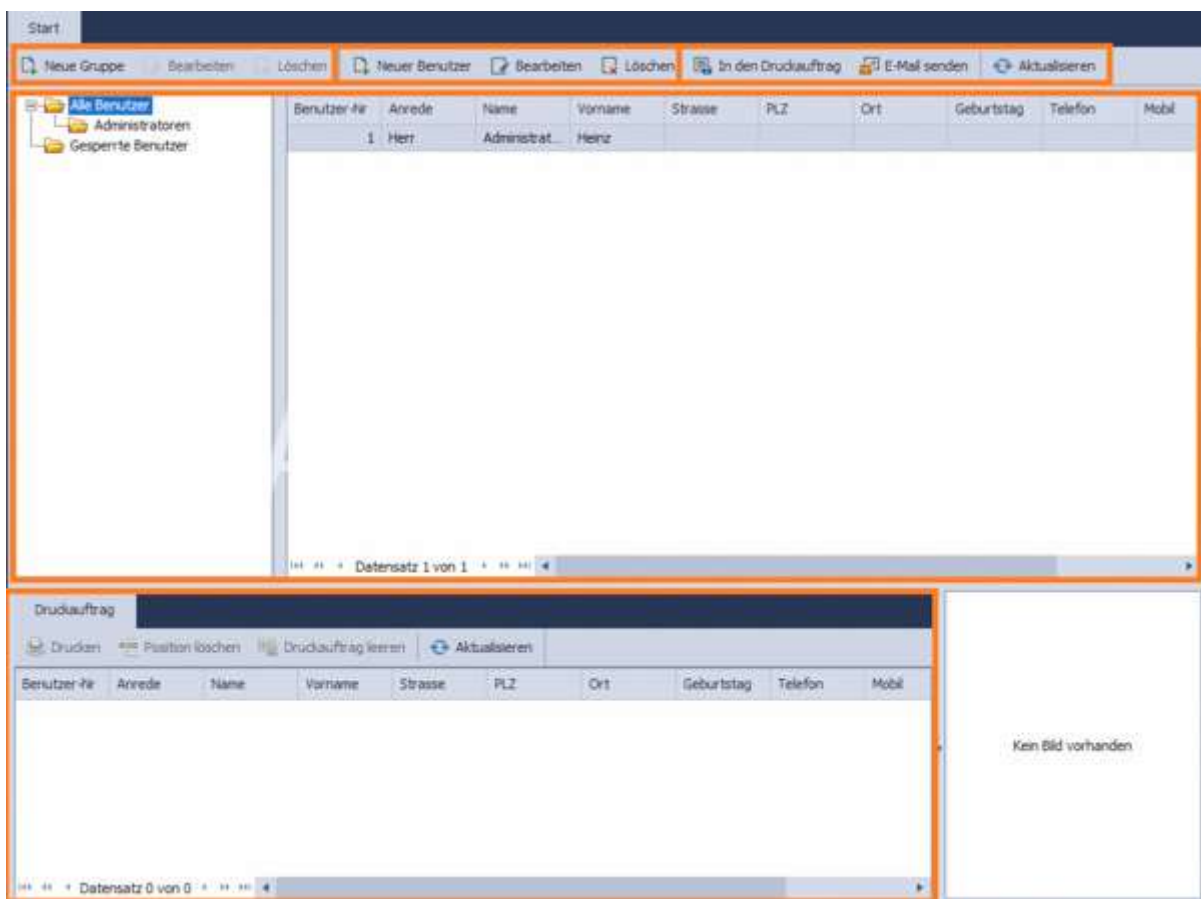 Start
Neue Gruppe Bearbeiten Löschen Neuer Benutzer Bearbeiten Löschen In den Druckauftrag E-Mail senden Aktualisieren
Alle Benutzer
Administratoren
Gesperrte Benutzer
Benutzer-Nr Anrede Name Vorname Strasse PLZ Ort Geburtstag Telefon Mobil
1 Herr Administrat... Heinz
Datensatz 1 von 1
Druckauftrag
Drucken Position löschen Druckauftrag leeren Aktualisieren
Benutzer-Nr Anrede Name Vorname Strasse PLZ Ort Geburtstag Telefon Mobil
Kein Bild vorhanden
Datensatz 0 von 0